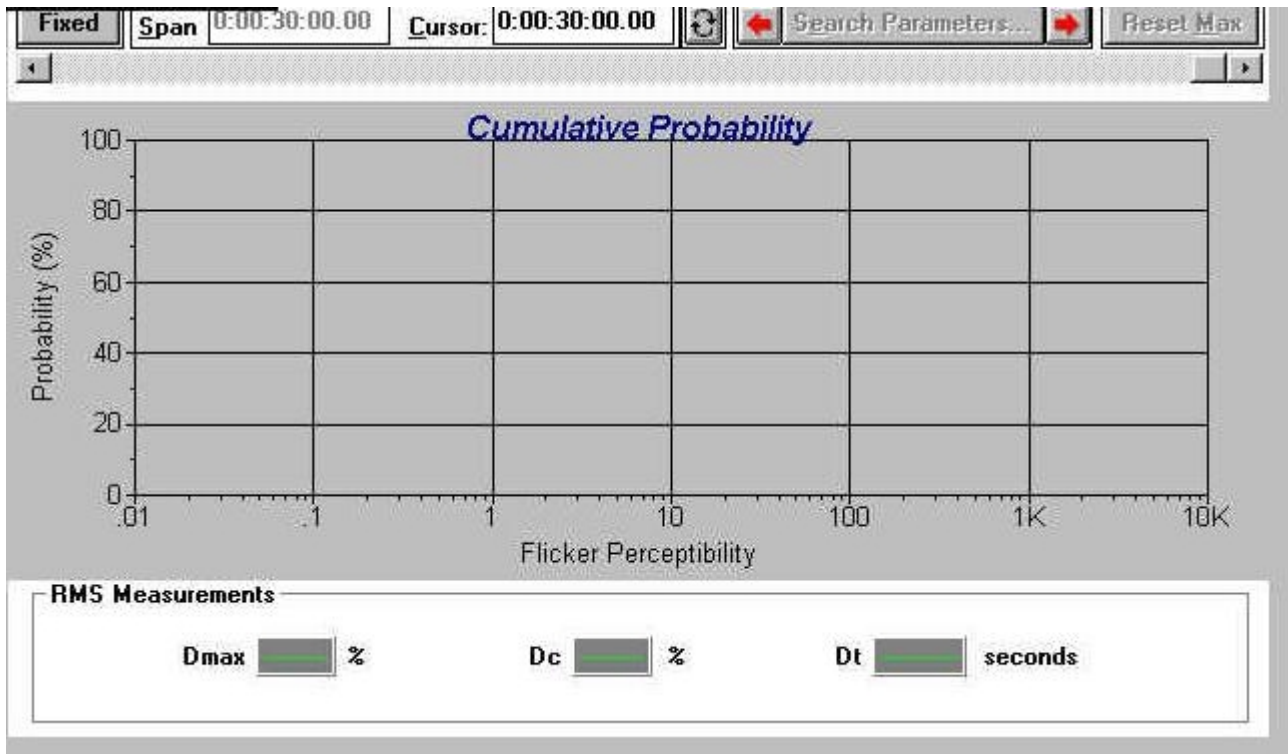 Fixed Span 0:00:30:00.00 Cursor: 0:00:30:00.00 Search Parameters... Reset Max
Cumulative Probability
100
80
60
40
20
0
Probability (%)
.01 .1 1 10 100 1K 10K
Flicker Perceptibility
RMS Measurements
Dmax % Dc % Dt seconds